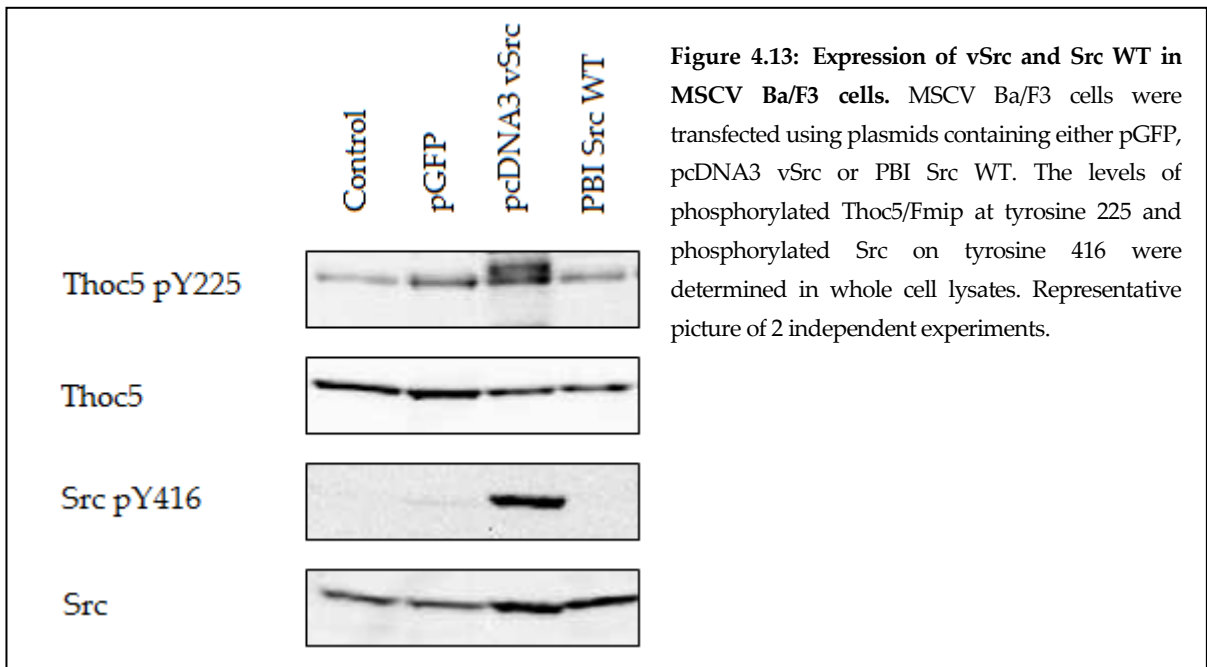 Control
pGFP
pcDNA3 vSrc
PBI Src WT
Thoc5 pY225
Thoc5
Src pY416
Src
Figure 4.13: Expression of vSrc and Src WT in
MSCV Ba/F3 cells. MSCV Ba/F3 cells were
transfected using plasmids containing either pGFP,
pcDNA3 vSrc or PBI Src WT. The levels of
phosphorylated Thoc5/Fmip at tyrosine 225 and
phosphorylated Src on tyrosine 416 were
determined in whole cell lysates. Representative
picture of 2 independent experiments.